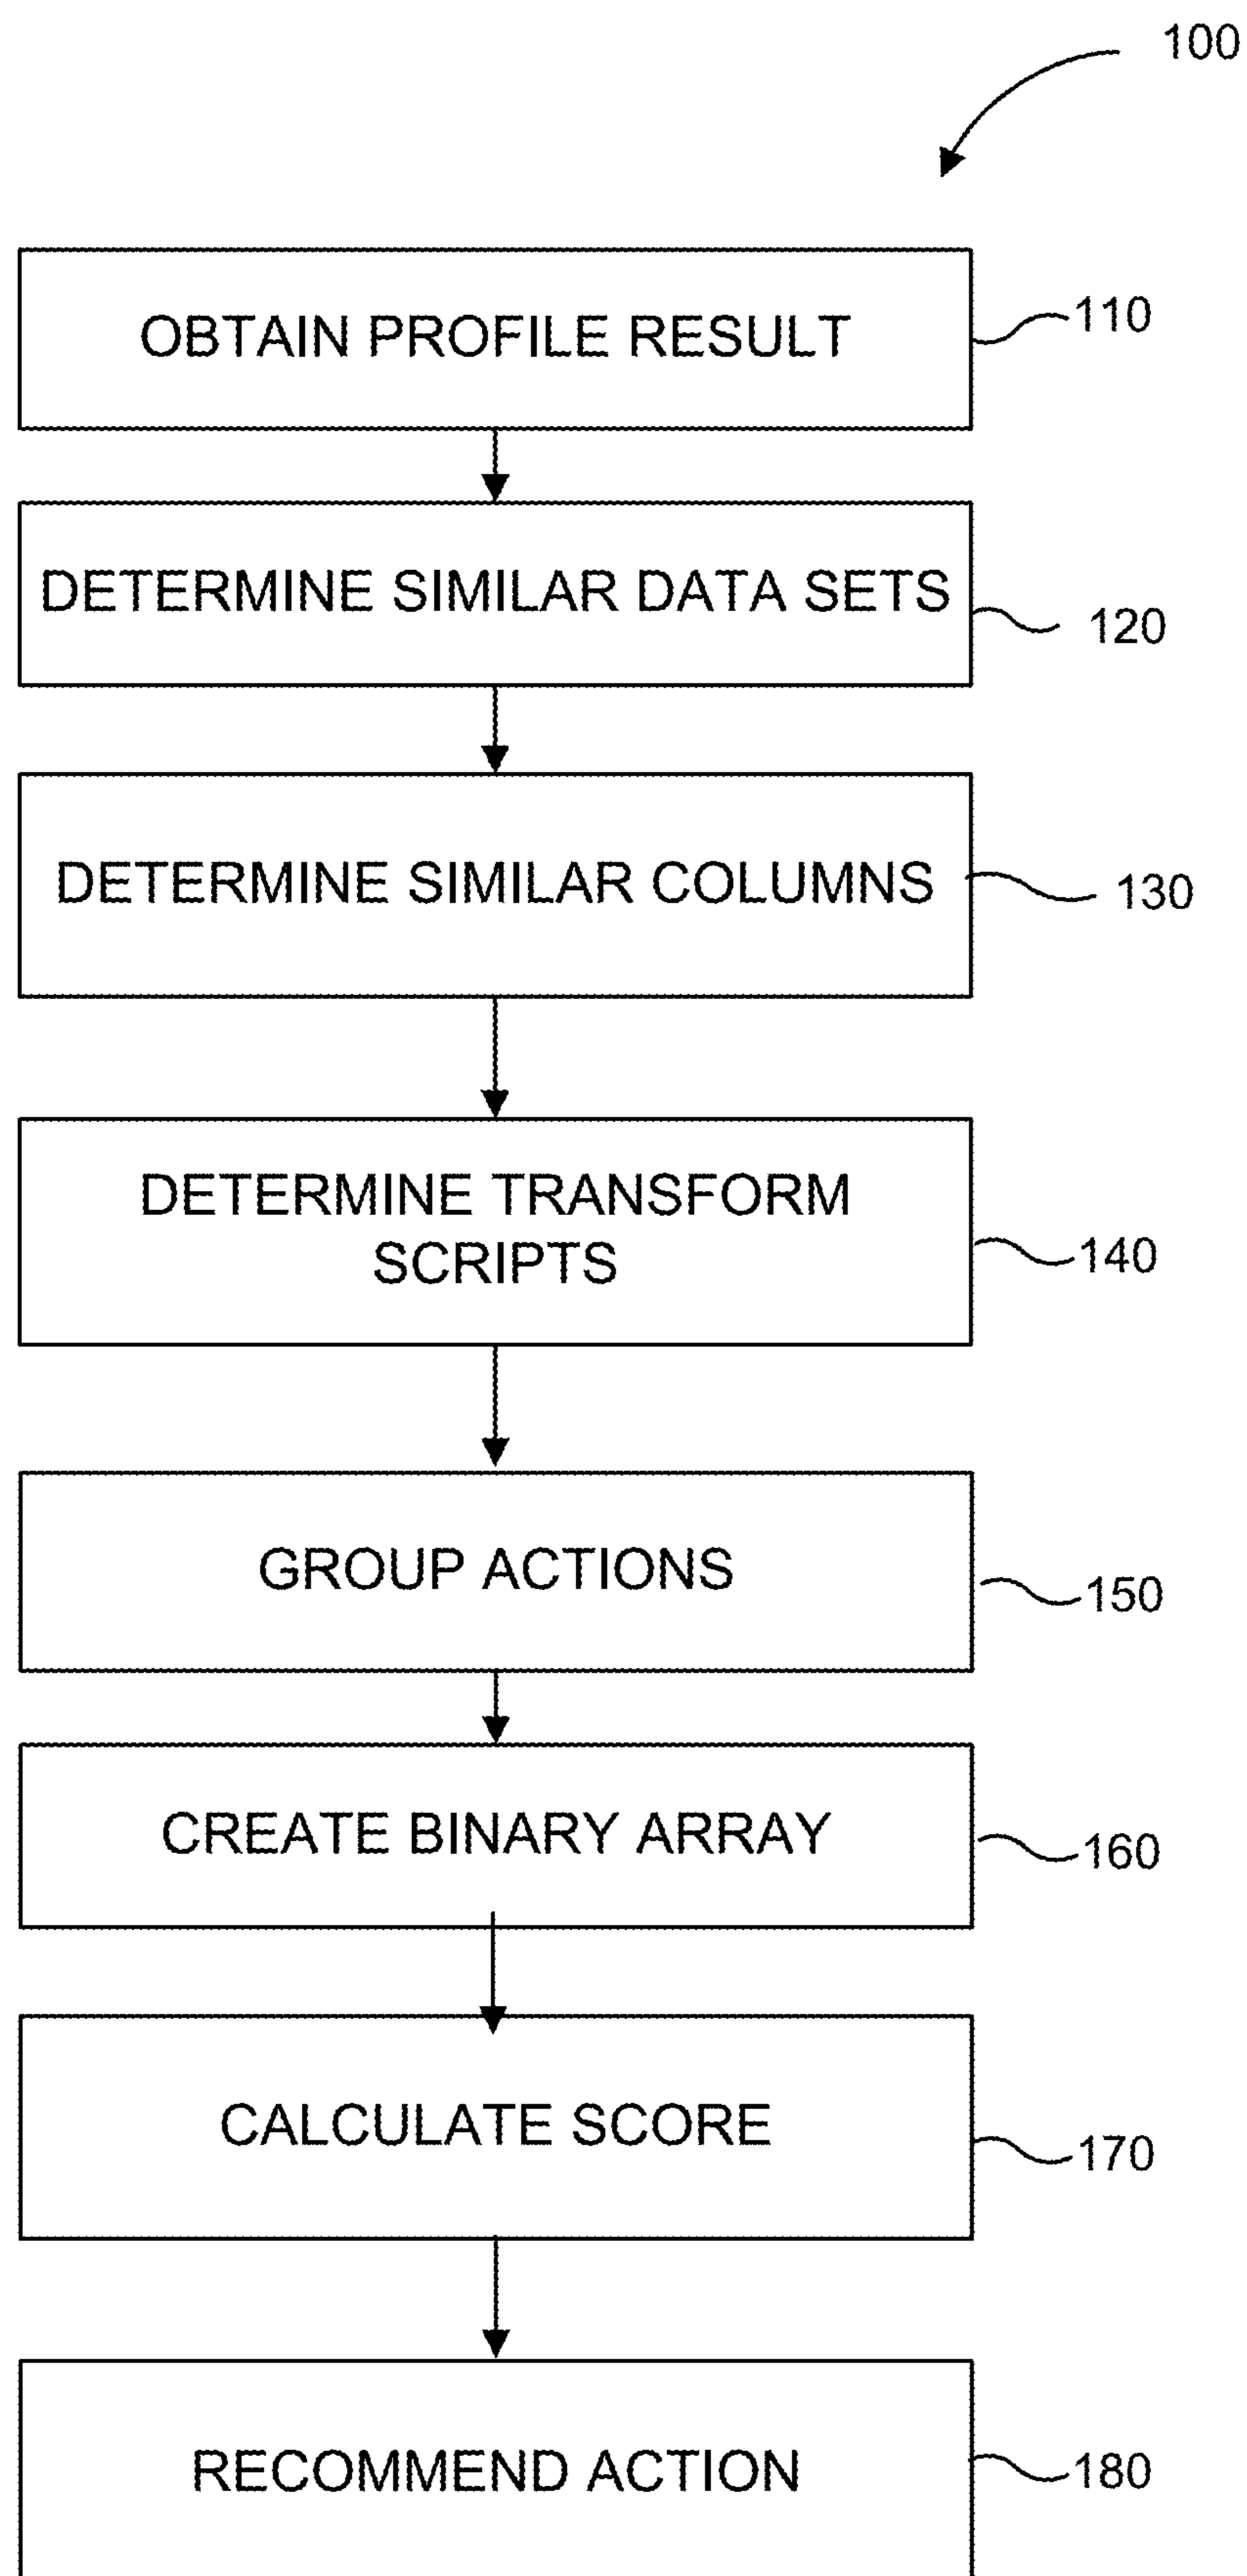 100
OBTAIN PROFILE RESULT
110
DETERMINE SIMILAR DATA SETS
120
DETERMINE SIMILAR COLUMNS
130
DETERMINE TRANSFORM
SCRIPTS
140
GROUP ACTIONS
150
CREATE BINARY ARRAY
160
CALCULATE SCORE
170
RECOMMEND ACTION
180